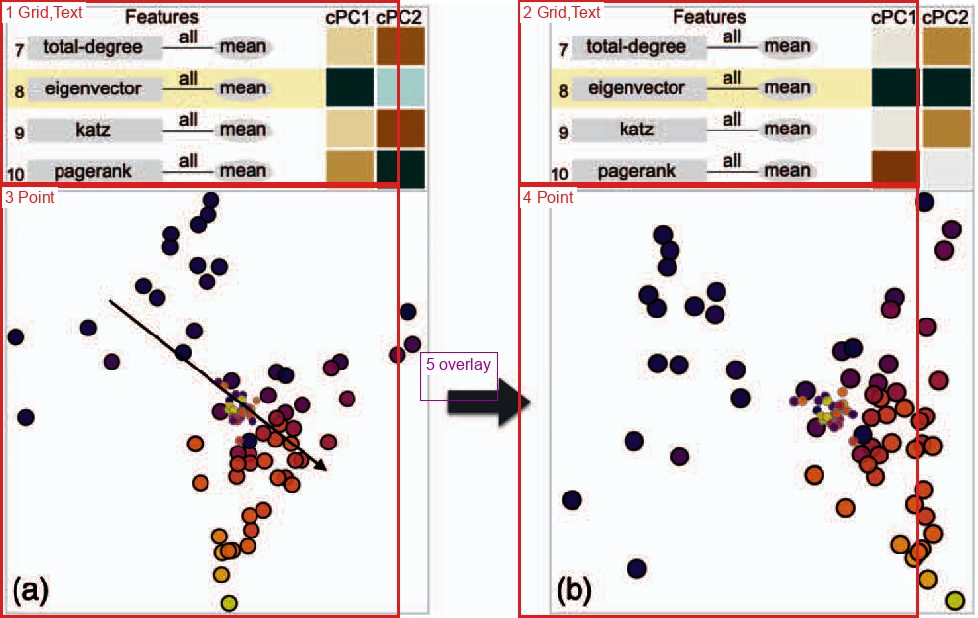 1 Grid,Text
Features cPC1 cPC2
7 total-degree all mean
8 eigenvector all mean
9 katz all mean
10 pagerank all mean
3 Point
(a)
5 overlay
2 Grid,Text
Features cPC1 cPC2
7 total-degree all mean
8 eigenvector all mean
9 katz all mean
10 pagerank all mean
4 Point
(b)